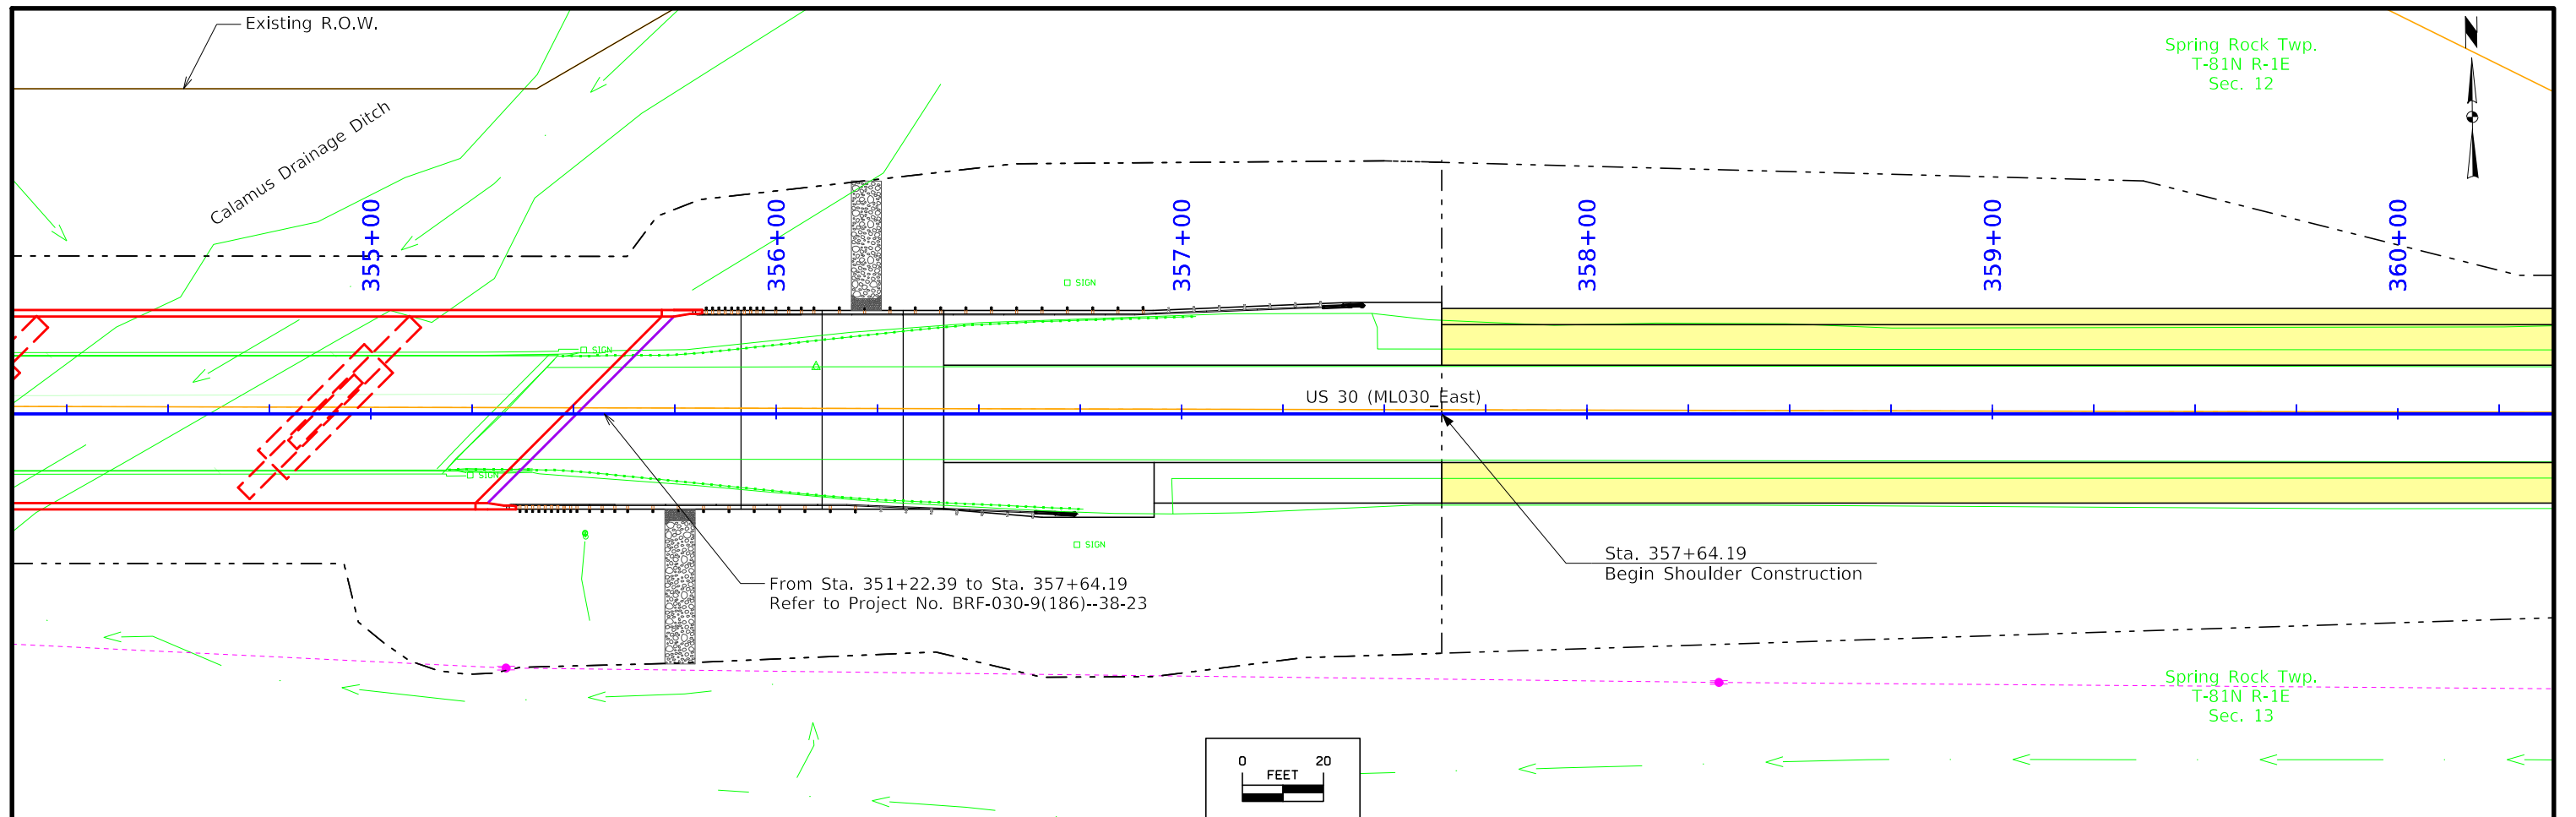 Existing R.O.W.
Spring Rock Twp.
T-81N R-1E
Sec. 12
N
Calamus Drainage Ditch
355+00
356+00
357+00
358+00
359+00
360+00
SIGN
SIGN
US 30 (ML030_East)
SIGN
SIGN
Sta. 357+64.19
Begin Shoulder Construction
From Sta. 351+22.39 to Sta. 357+64.19
Refer to Project No. BRF-030-9(186)--38-23
Spring Rock Twp.
T-81N R-1E
Sec. 13
0 20
FEET